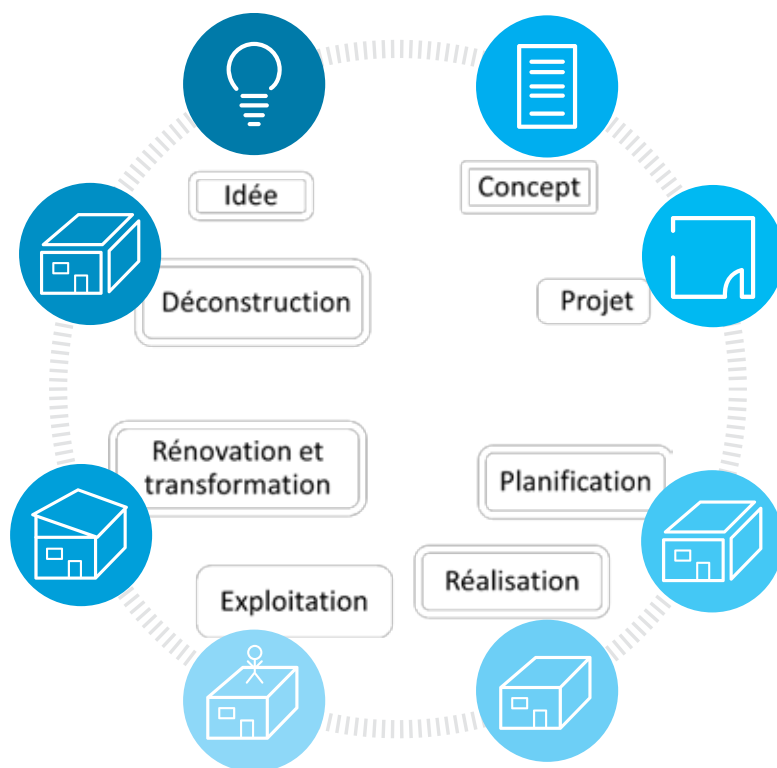 Idée
Concept
Déconstruction
Projet
Rénovation et
transformation
Planification
Réalisation
Exploitation